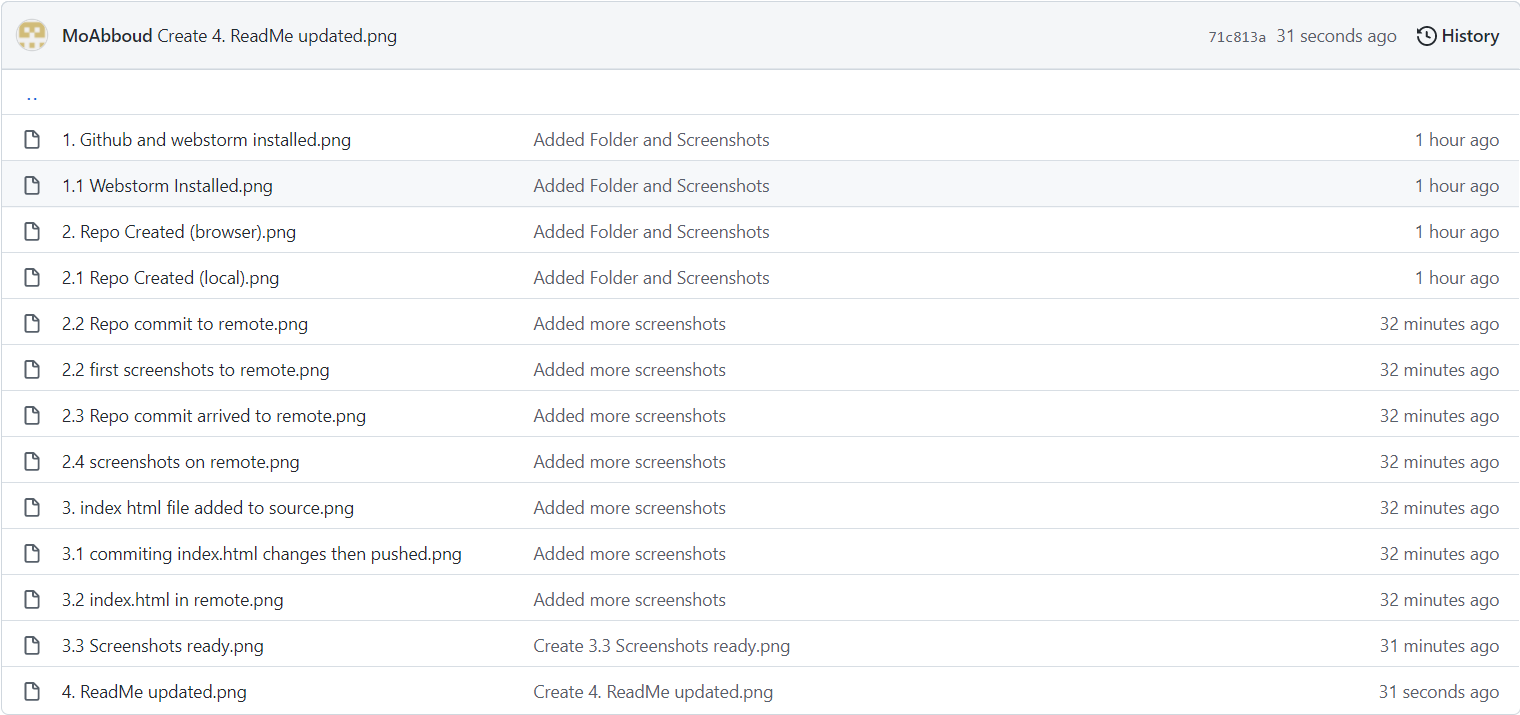 MoAbboud Create 4. ReadMe updated.png 71c813a 31 seconds ago History
..
1. Github and webstorm installed.png Added Folder and Screenshots 1 hour ago
1.1 Webstorm Installed.png Added Folder and Screenshots 1 hour ago
2. Repo Created (browser).png Added Folder and Screenshots 1 hour ago
2.1 Repo Created (local).png Added Folder and Screenshots 1 hour ago
2.2 Repo commit to remote.png Added more screenshots 32 minutes ago
2.2 first screenshots to remote.png Added more screenshots 32 minutes ago
2.3 Repo commit arrived to remote.png Added more screenshots 32 minutes ago
2.4 screenshots on remote.png Added more screenshots 32 minutes ago
3. index html file added to source.png Added more screenshots 32 minutes ago
3.1 commiting index.html changes then pushed.png Added more screenshots 32 minutes ago
3.2 index.html in remote.png Added more screenshots 32 minutes ago
3.3 Screenshots ready.png Create 3.3 Screenshots ready.png 31 minutes ago
4. ReadMe updated.png Create 4. ReadMe updated.png 31 seconds ago